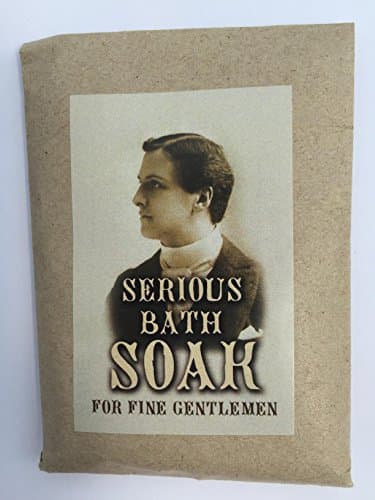 SERIOUS
BATH
SOAK
FOR FINE GENTLEMEN